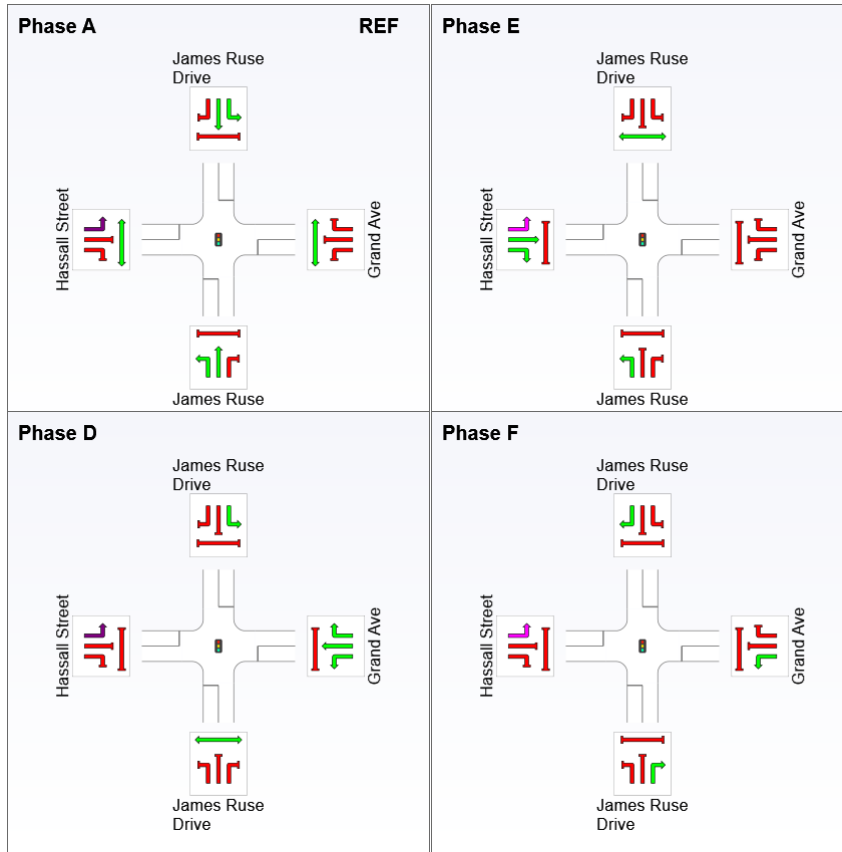 Phase A
REF
James Ruse
Drive
Hassall Street
Grand Ave
James Ruse
Phase E
James Ruse
Drive
Hassall Street
Grand Ave
James Ruse
Phase D
James Ruse
Drive
Hassall Street
Grand Ave
James Ruse
Drive
Phase F
James Ruse
Drive
Hassall Street
Grand Ave
James Ruse
Drive